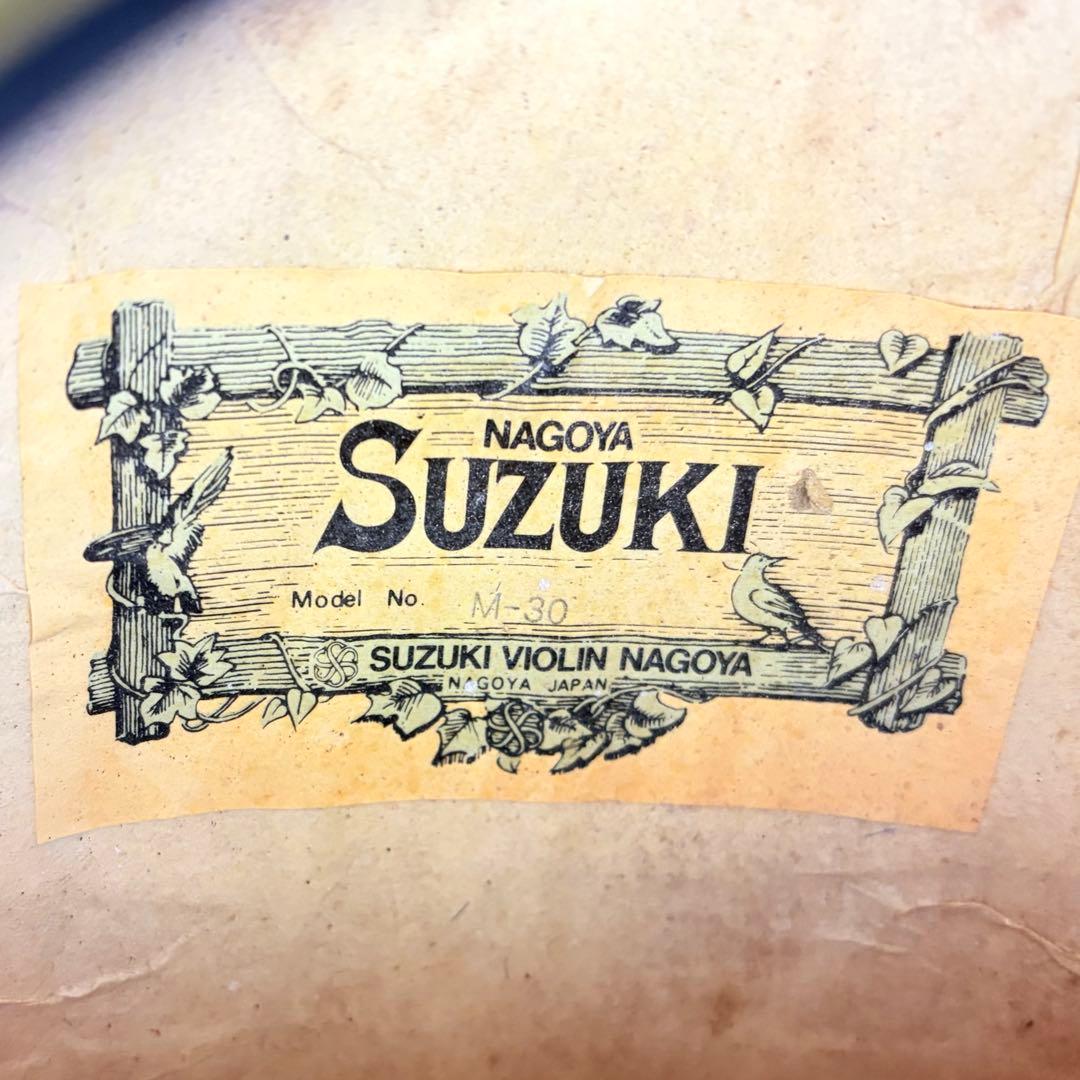 NAGOYA
SUZUKI
Model No. M-30
SUZUKI VIOLIN NAGOYA
NAGOYA JAPAN